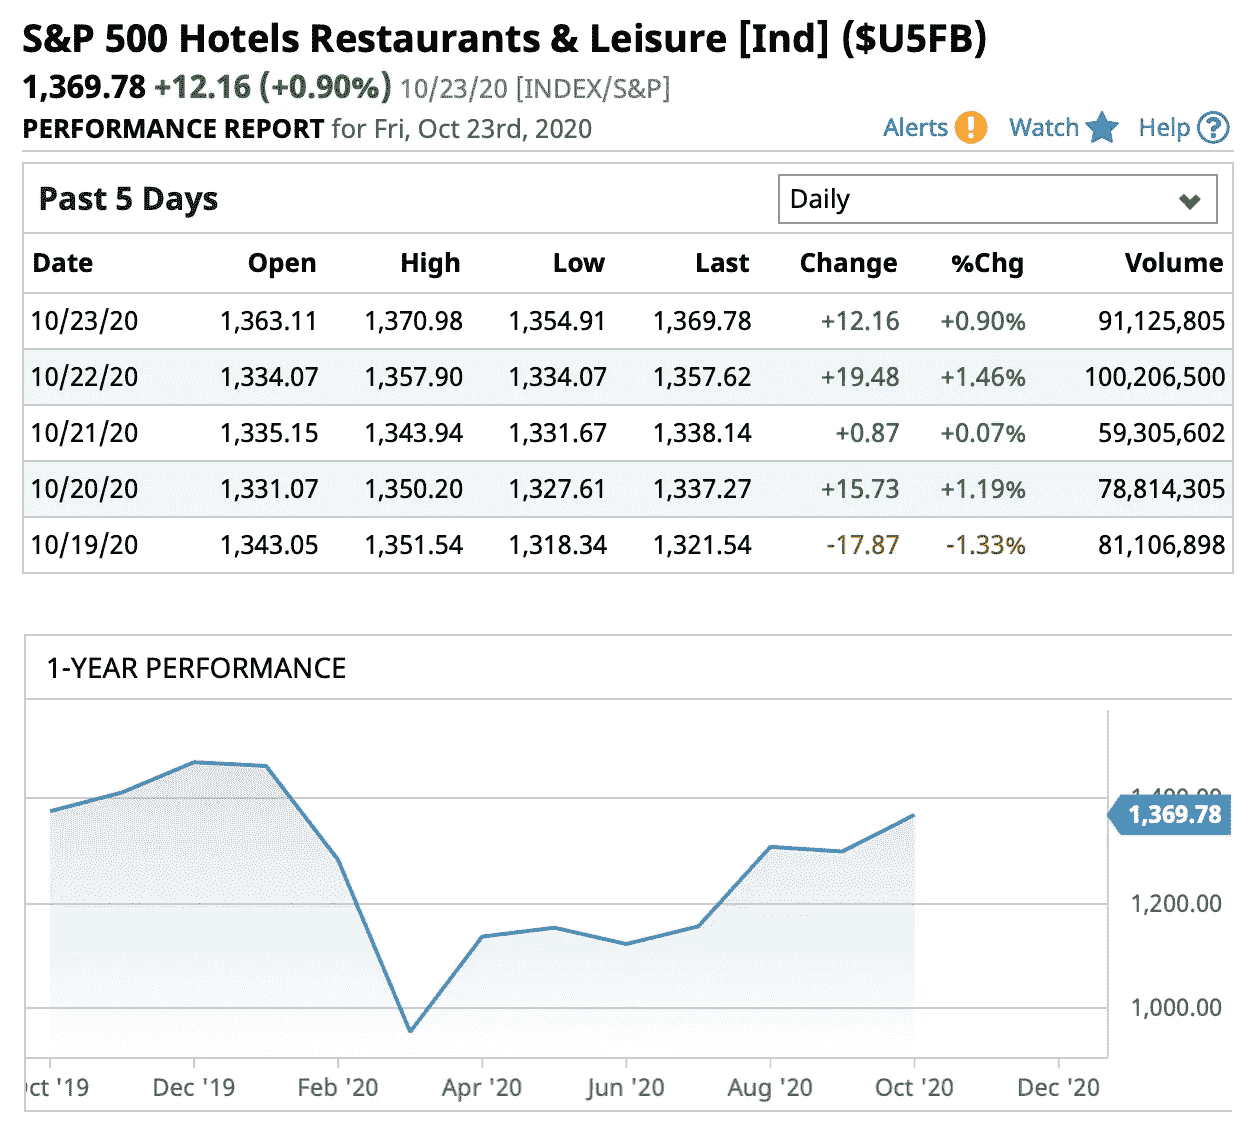 S&P 500 Hotels Restaurants & Leisure [Ind] ($U5FB)
1,369.78 +12.16 (+0.90%) 10/23/20 [INDEX/S&P]
PERFORMANCE REPORT for Fri, Oct 23rd, 2020
Alerts ! Watch Help ?
Past 5 Days Daily
Date Open High Low Last Change %Chg Volume
10/23/20 1,363.11 1,370.98 1,354.91 1,369.78 +12.16 +0.90% 91,125,805
10/22/20 1,334.07 1,357.90 1,334.07 1,357.62 +19.48 +1.46% 100,206,500
10/21/20 1,335.15 1,343.94 1,331.67 1,338.14 +0.87 +0.07% 59,305,602
10/20/20 1,331.07 1,350.20 1,327.61 1,337.27 +15.73 +1.19% 78,814,305
10/19/20 1,343.05 1,351.54 1,318.34 1,321.54 -17.87 -1.33% 81,106,898
1-YEAR PERFORMANCE
1,400.00
1,369.78
1,200.00
1,000.00
ct '19 Dec '19 Feb '20 Apr '20 Jun '20 Aug '20 Oct '20 Dec '20